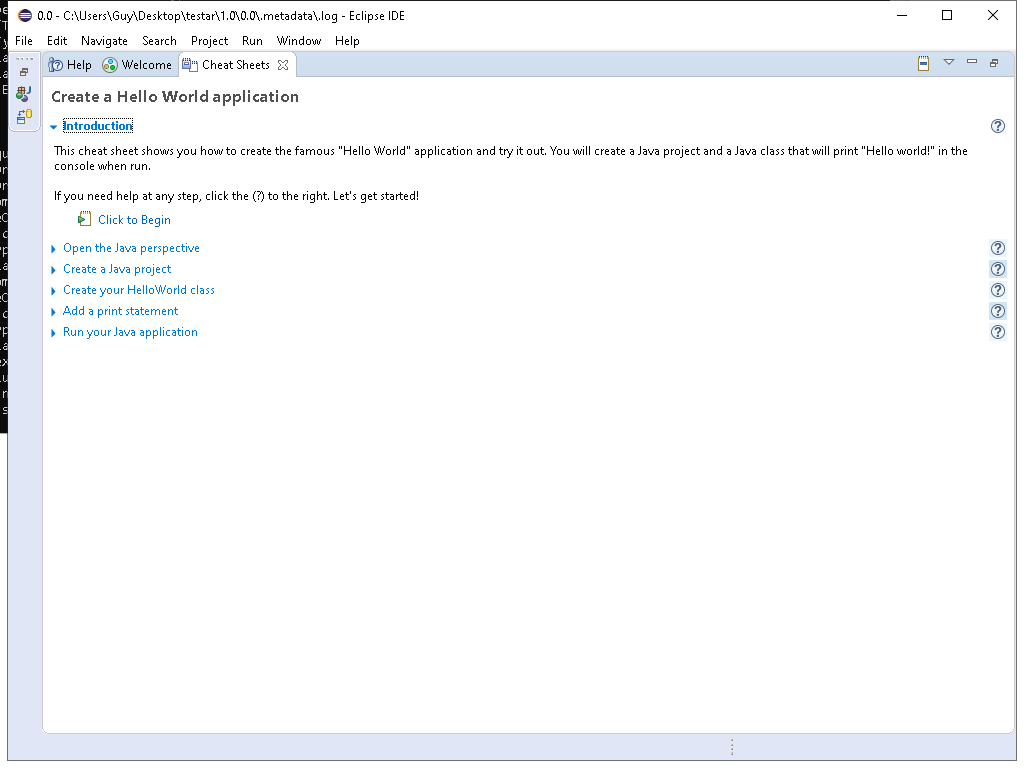 0.0 - C:\Users\Guy\Desktop\testar\1.0\0.0\.metadata\.log - Eclipse IDE
File Edit Navigate Search Project Run Window Help
Help Welcome Cheat Sheets
Create a Hello World application
Introduction
This cheat sheet shows you how to create the famous "Hello World" application and try it out. You will create a Java project and a Java class that will print "Hello world!" in the
console when run.
If you need help at any step, click the (?) to the right. Let's get started!
Click to Begin
Open the Java perspective
Create a Java project
Create your HelloWorld class
Add a print statement
Run your Java application